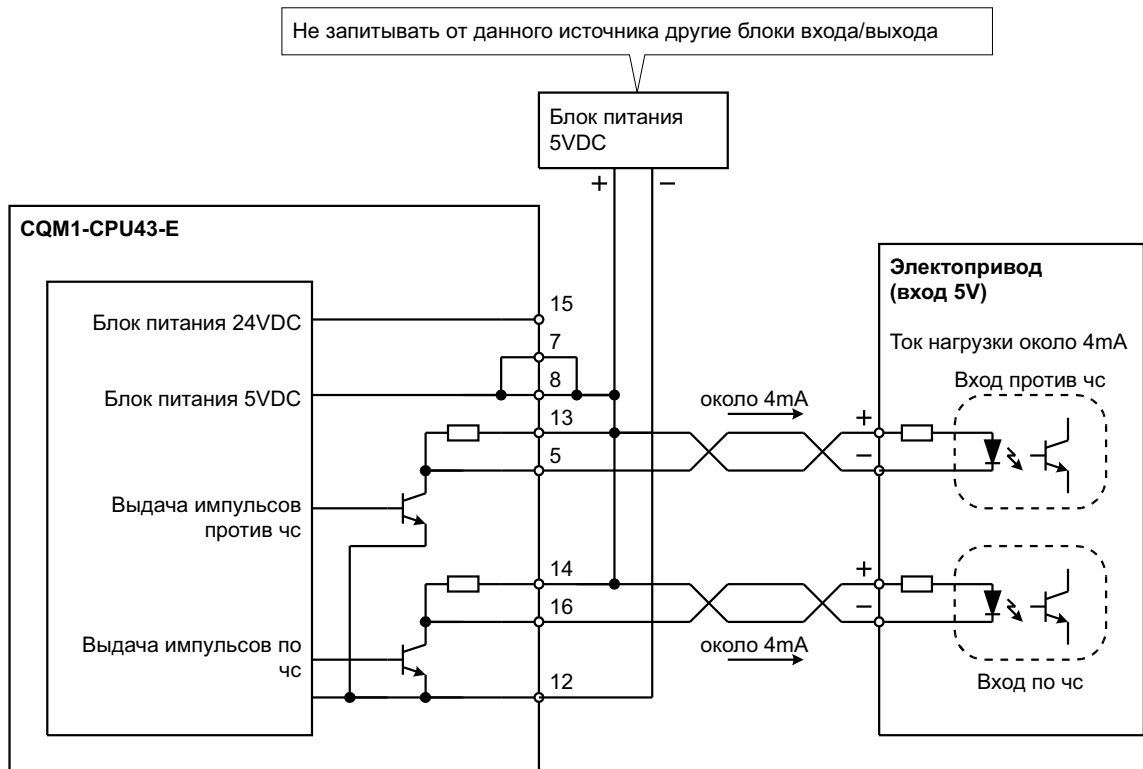 Не запитывать от данного источника другие блоки входа/выхода
Блок питания
5VDC
+
−
CQM1-CPU43-E
Блок питания 24VDC
15
7
Блок питания 5VDC
8
13
5
Выдача импульсов
против чс
14
16
Выдача импульсов по
чс
12
около 4mA
около 4mA
Электопривод
(вход 5V)
Ток нагрузки около 4mA
Вход против чс
+
−
+
−
Вход по чс